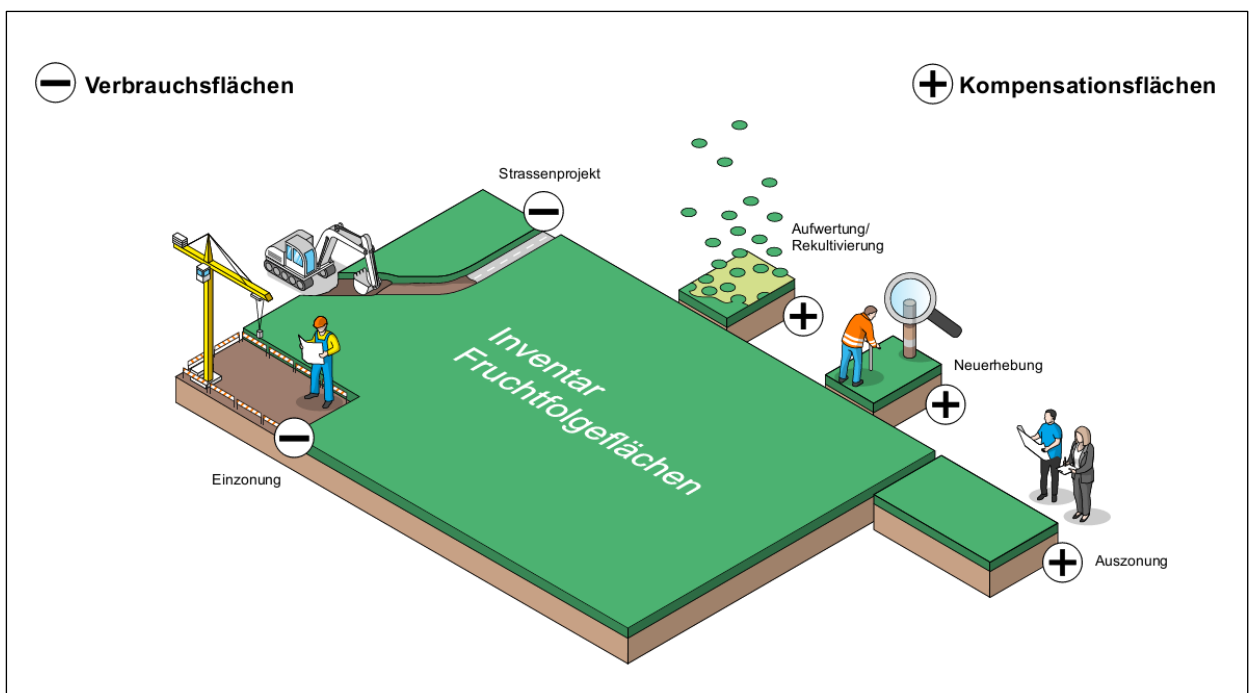 Verbrauchsflächen
Kompensationsflächen
Strassenprojekt
Aufwertung/
Rekultivierung
Inventar
Fruchtfolgeflächen
Neuerhebung
Einzonung
Auszonung